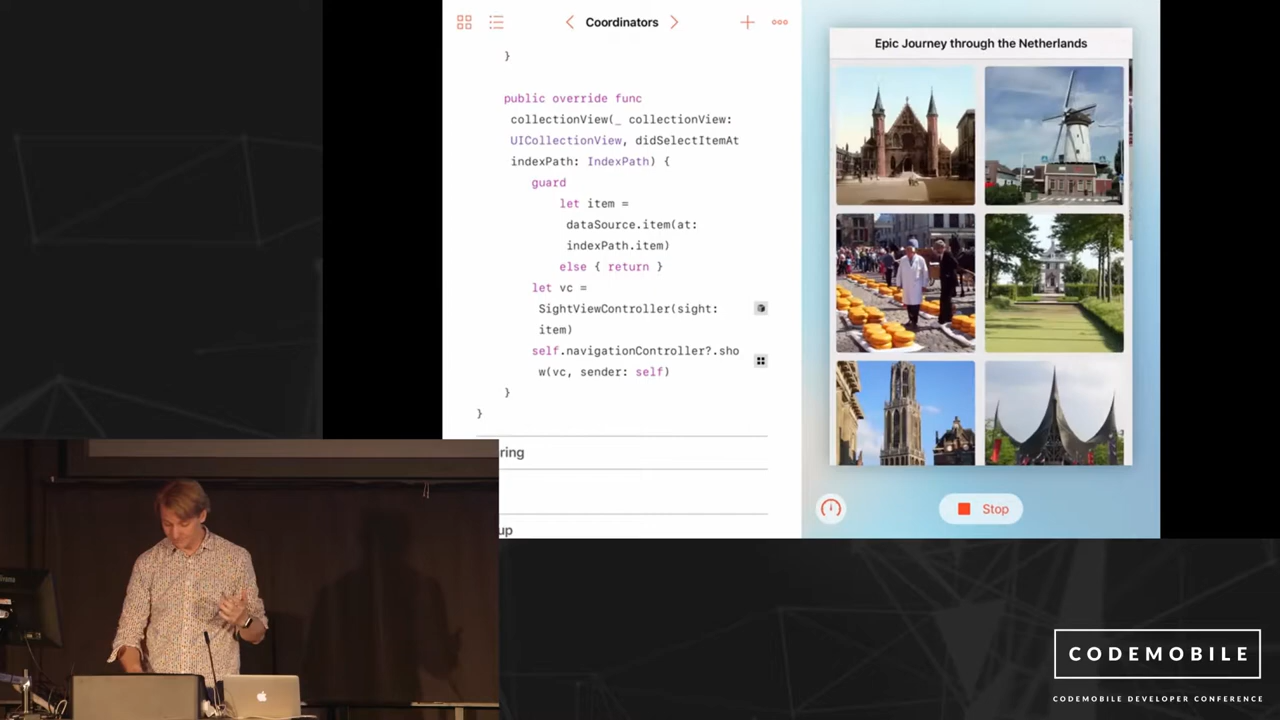 Coordinators
}
public override func
collectionView(_ collectionView:
UICollectionView, didSelectItemAt
indexPath: IndexPath) {
guard
let item =
dataSource.item(at:
indexPath.item)
else { return }
let vc =
SightViewController(sight:
item)
self.navigationController?.sho
w(vc, sender: self)
}
}
ring
up
Epic Journey through the Netherlands
Stop
CODEMOBILE
CODEMOBILE DEVELOPER CONFERENCE